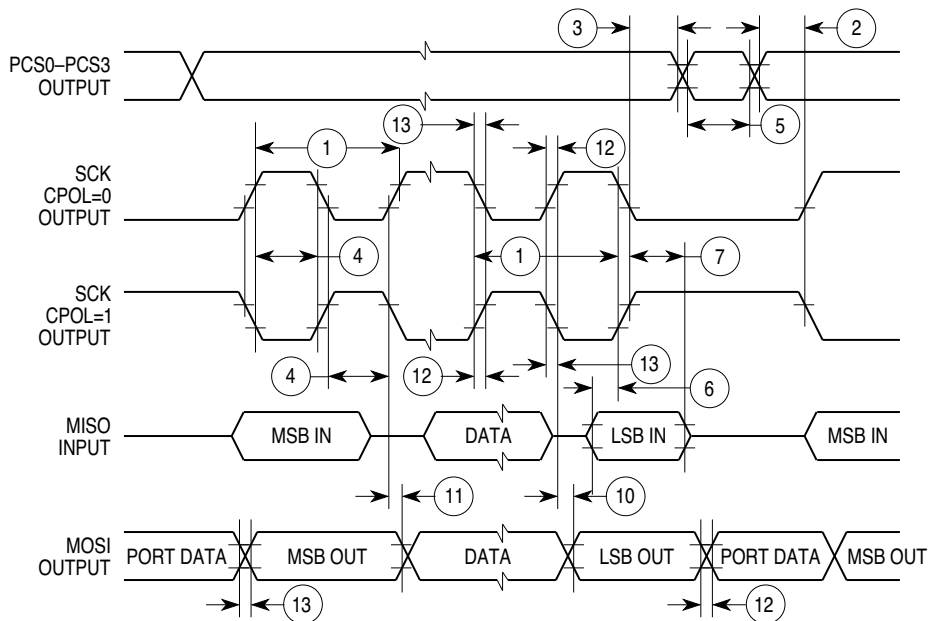 3
2
PCS0–PCS3
OUTPUT
5
13
12
1
SCK
CPOL=0
OUTPUT
4
1
7
SCK
CPOL=1
OUTPUT
4
12
13
6
MISO
INPUT
MSB IN
DATA
LSB IN
MSB IN
11
10
MOSI
OUTPUT
PORT DATA
MSB OUT
DATA
LSB OUT
PORT DATA
MSB OUT
13
12